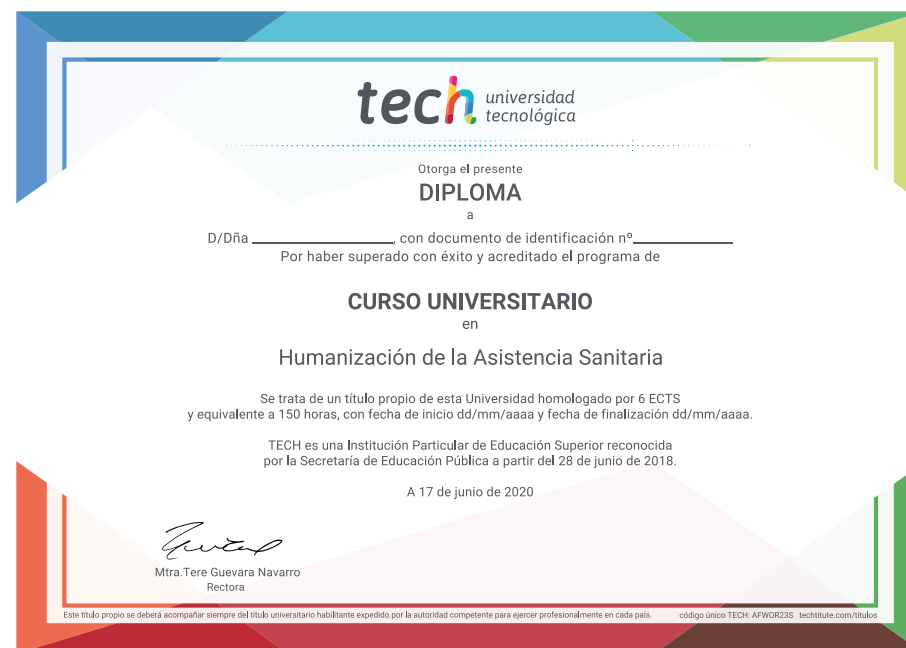 tech universidad
tecnológica
Otorga el presente
DIPLOMA
a
D/Dña ____________, con documento de identificación nº____________
Por haber superado con éxito y acreditado el programa de
CURSO UNIVERSITARIO
en
Humanización de la Asistencia Sanitaria
Se trata de un título propio de esta Universidad homologado por 6 ECTS
y equivalente a 150 horas, con fecha de inicio dd/mm/aaaa y fecha de finalización dd/mm/aaaa.
TECH es una Institución Particular de Educación Superior reconocida
por la Secretaría de Educación Pública a partir del 28 de junio de 2018.
A 17 de junio de 2020
Mtra.Tere Guevara Navarro
Rectora
Este título propio se deberá acompañar siempre del título universitario habilitante expedido por la autoridad competente para ejercer profesionalmente en cada país. código único TECH: AFWOR23S techtitute.com/titulos